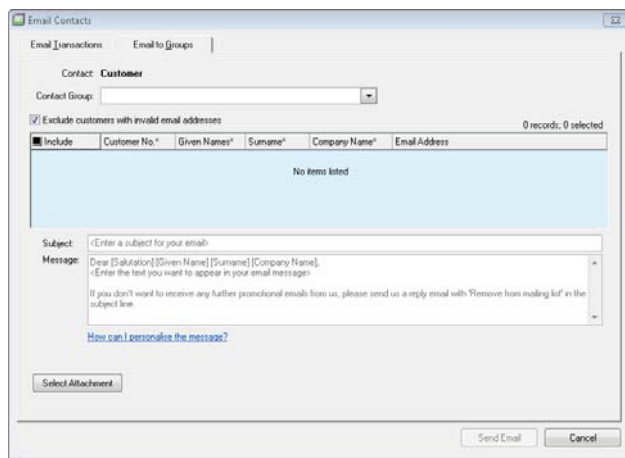 Email Contacts
Email Transactions Email to Groups
Contact: Customer
Contact Group:
Exclude customers with invalid email addresses
0 records; 0 selected
Include Customer No.* Given Names* Surname* Company Name* Email Address
No items listed
Subject: <Enter a subject for your email>
Message: Dear [Salutation] [Given Name] [Surname] [Company Name],
<Enter the text you want to appear in your email message>
If you don't want to receive any further promotional emails from us, please send us a reply email with 'Remove from mailing list' in the
subject line.
How can I personalise the message?
Select Attachment
Send Email Cancel